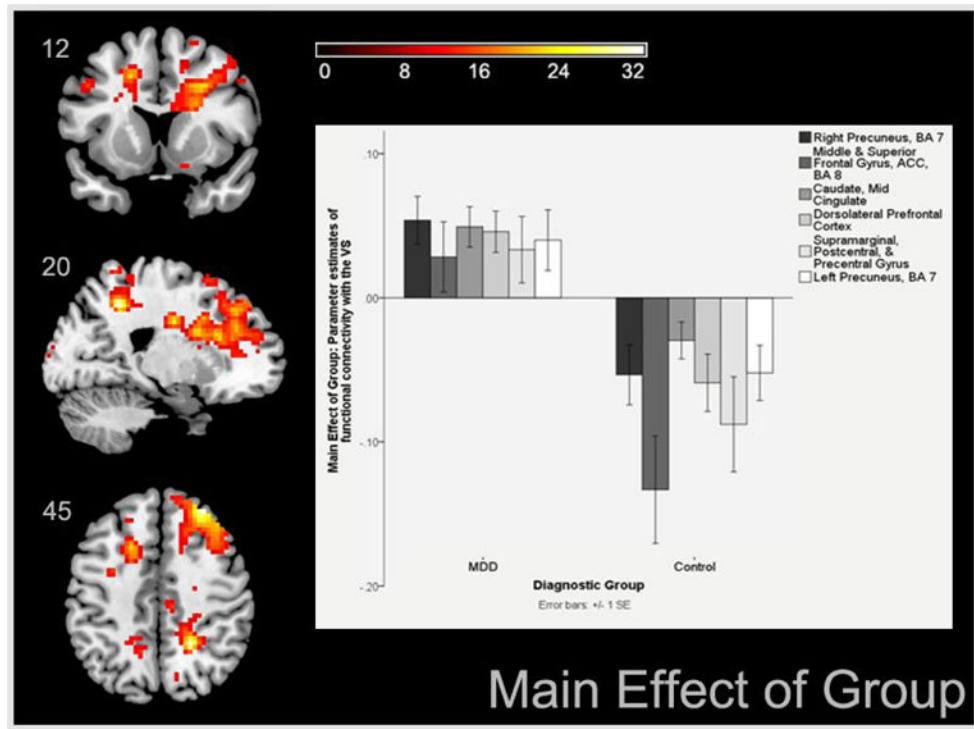 12
0 8 16 24 32
20
45
Main Effect of Group: Parameter estimates of
functional connectivity with the VS
.10
.00
-.10
-.20
Right Precuneus, BA 7
Middle & Superior
Frontal Gyrus, ACC,
BA 8
Caudate, Mid
Cingulate
Dorsolateral Prefrontal
Cortex
Supramarginal,
Postcentral, &
Precentral Gyrus
Left Precuneus, BA 7
MDD Control
Diagnostic Group
Error bars: +/- 1 SE
Main Effect of Group